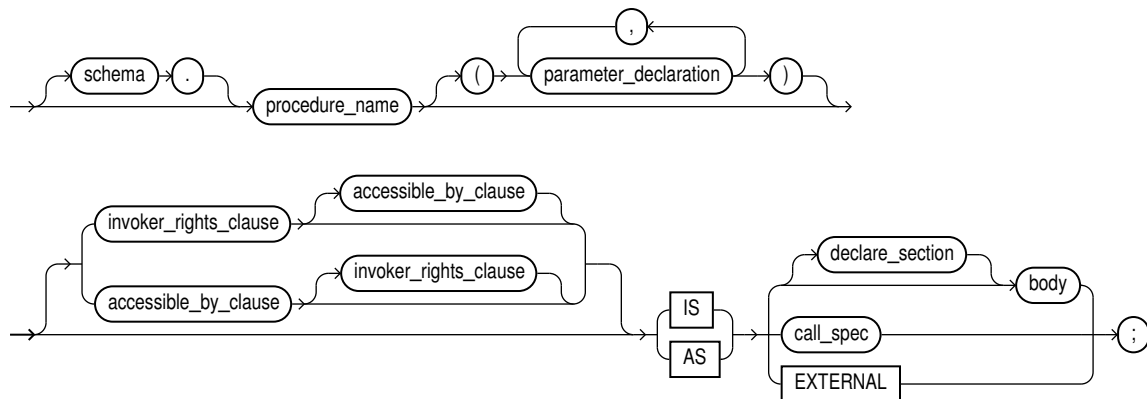 ,
schema . ( parameter_declaration )
procedure_name
accessible_by_clause
invoker_rights_clause
invoker_rights_clause
accessible_by_clause
declare_section
IS body
call_spec ;
AS
EXTERNAL